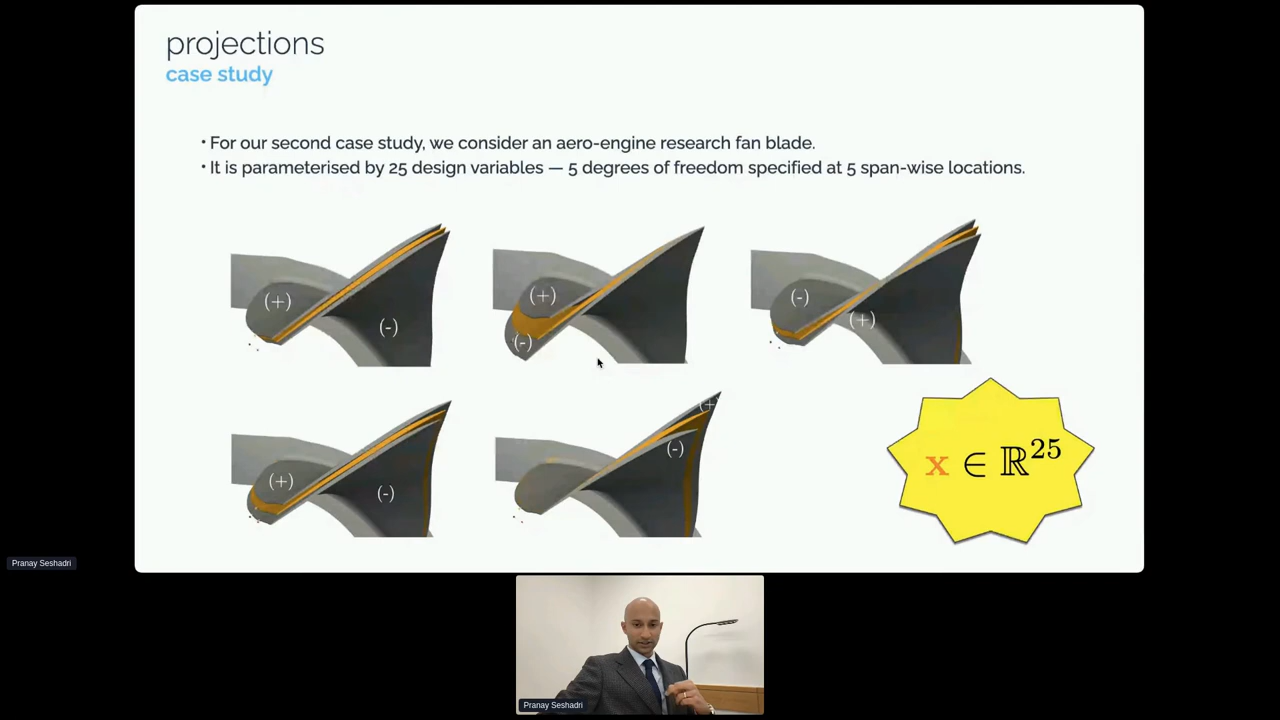 projections
case study
• For our second case study, we consider an aero-engine research fan blade.
• It is parameterised by 25 design variables — 5 degrees of freedom specified at 5 span-wise locations.
(+)
(-)
(+)
(-)
(-)
(+)
(+)
(-)
(+)
(-)
x ∈ ℝ²⁵
Pranay Seshadri
Pranay Seshadri